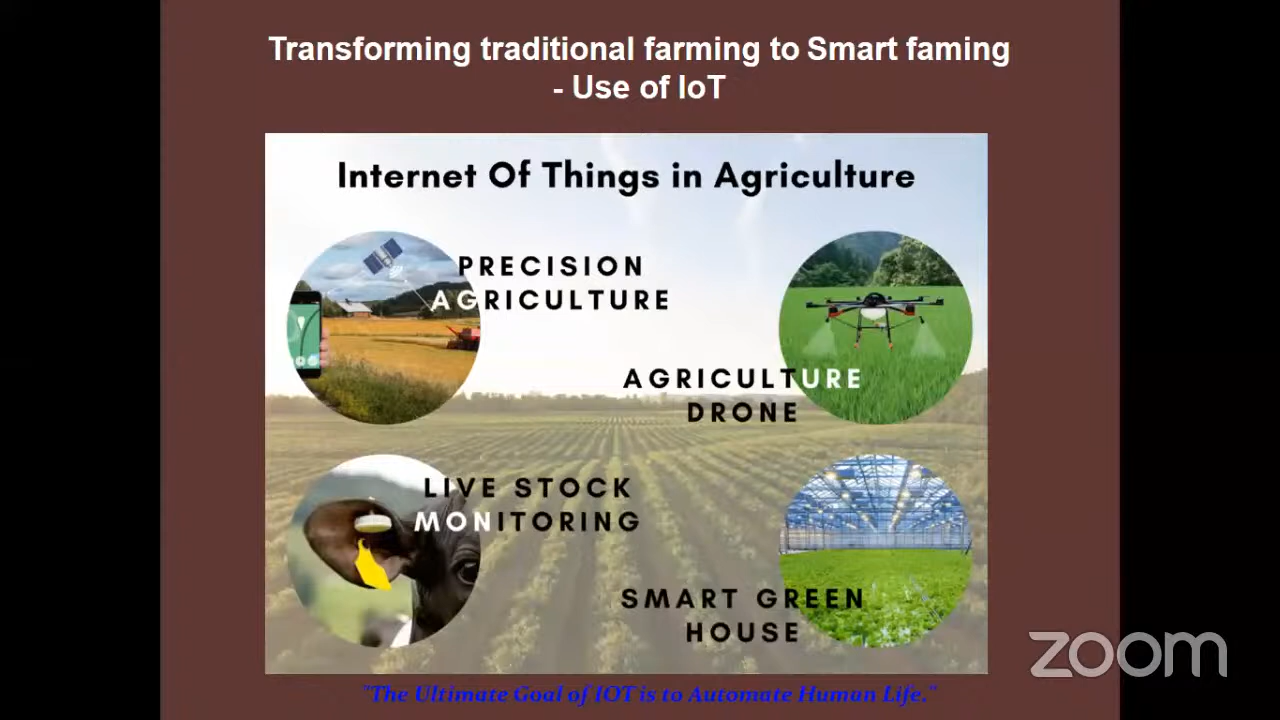 Transforming traditional farming to Smart faming
- Use of IoT
Internet Of Things in Agriculture
PRECISION
AGRICULTURE
AGRICULTURE
DRONE
LIVE STOCK
MONITORING
SMART GREEN
HOUSE
zoom
"The Ultimate Goal of IOT is to Automate Human Life."